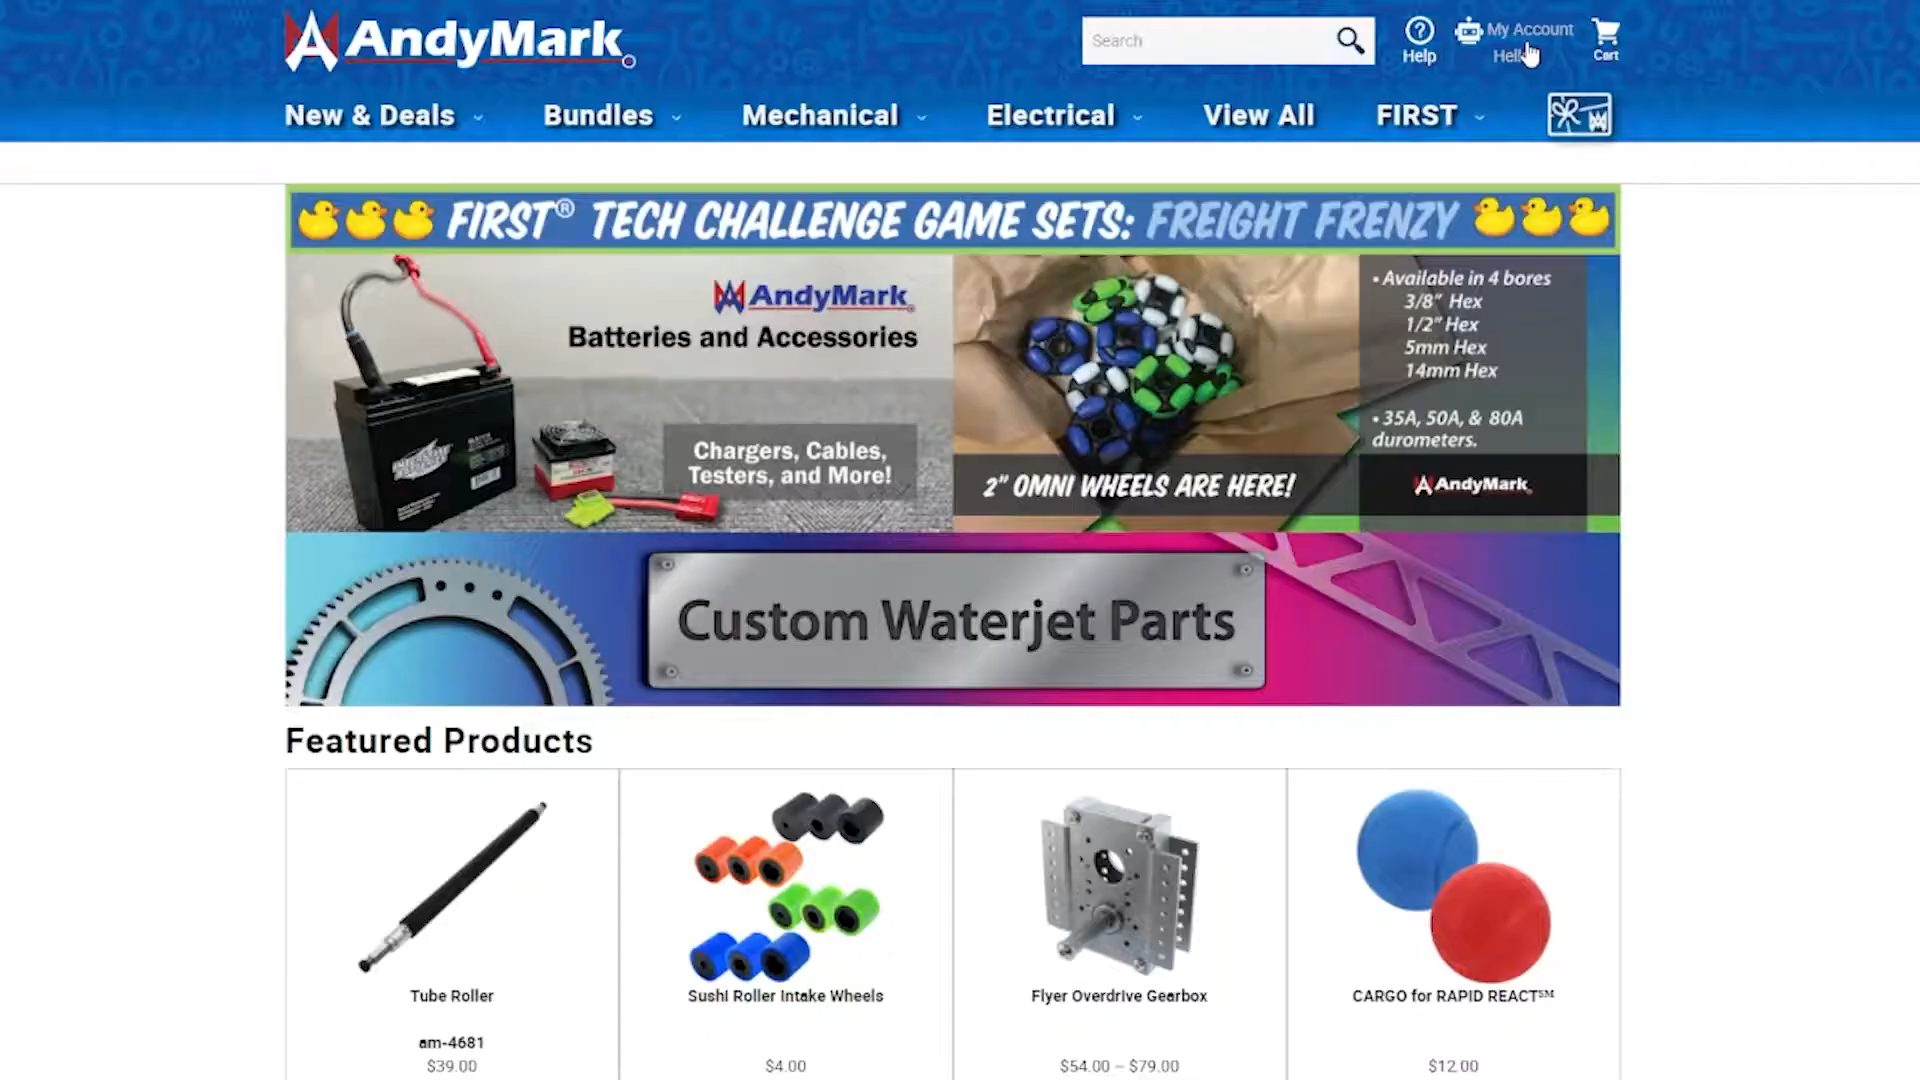 AndyMark
Search
Help
My Account
Cart
New & Deals
Bundles
Mechanical
Electrical
View All
FIRST
FIRST® TECH CHALLENGE GAME SETS: FREIGHT FRENZY
AndyMark
Batteries and Accessories
Chargers, Cables,
Testers, and More!
• Available in 4 bores
3/8" Hex
1/2" Hex
5mm Hex
14mm Hex
• 35A, 50A, & 80A
durometers.
2" OMNI WHEELS ARE HERE!
AndyMark
Custom Waterjet Parts
Featured Products
Tube Roller
am-4681
$39.00
Sushi Roller Intake Wheels
$4.00
Flyer Overdrive Gearbox
$54.00 – $79.00
CARGO for RAPID REACT℠
$12.00